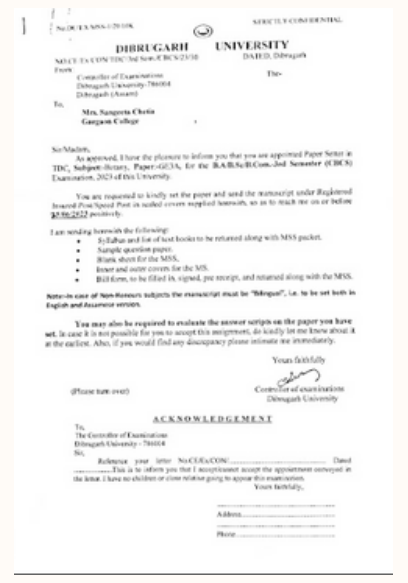 STRICTLY CONFIDENTIAL
DIBRUGARH UNIVERSITY
DATED, Dibrugarh
From
Controller of Examinations
Dibrugarh University-786004
Dibrugarh (Assam)
The-
To,
Mrs. Sangeeta Chetia
Gargaon College
Sir/Madam,
As approved, I have the pleasure to inform you that you are appointed Paper Setter in
TDC, Subject:-Botany, Paper:-GE3A, for the B.A/B.Sc/B.Com.-3rd Semester (CBCS)
Examination, 2023 of this University.
You are requested to kindly set the paper and send the manuscript under Registered
Insured Post/Speed Post in sealed covers supplied herewith, so as to reach me on or before
positively.
I am sending herewith the following:
• Syllabus and list of text books to be returned along with MSS packet.
• Sample question paper.
• Blank sheet for the MSS.
• Inner and outer covers for the MS.
• Bill form, to be filled in, signed, pre receipt, and returned along with the MSS.
Note:-In case of Non-Honours subjects the manuscript must be "Bilingual", i.e. to be set both in
English and Assamese version.
You may also be required to evaluate the answer scripts on the paper you have
set. In case it is not possible for you to accept this assignment, do kindly let me know about it
at the earliest. Also, if you would find any discrepancy please intimate me immediately.
Yours faithfully
Controller of examinations
Dibrugarh University
(Please turn over)
ACKNOWLEDGEMENT
To,
The Controller of Examinations
Dibrugarh University - 786004
Sir,
Reference your letter No.CE/Ex/CON/ Dated
This is to inform you that I accept/cannot accept the appointment conveyed in
the letter. I have no children or close relative going to appear this examination.
Yours faithfully,
Address
Phone